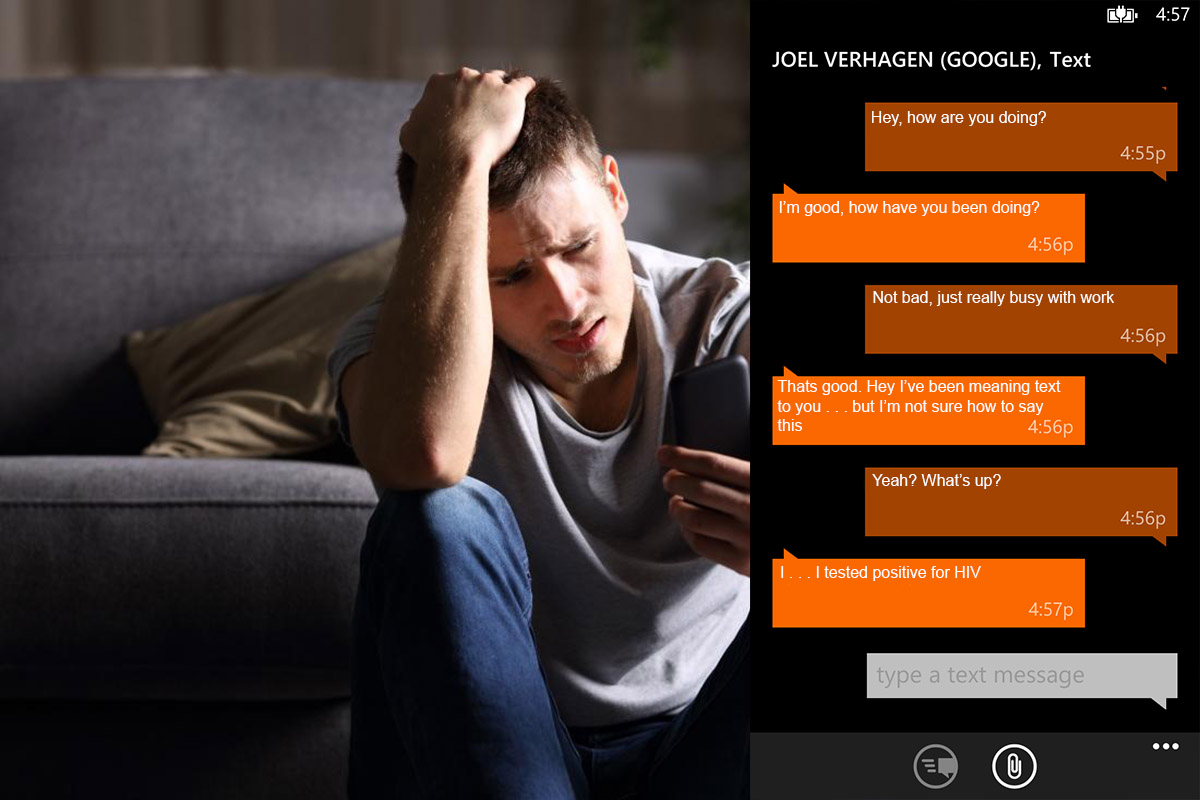 4:57
JOEL VERHAGEN (GOOGLE), Text
Hey, how are you doing?
4:55p
I'm good, how have you been doing?
4:56p
Not bad, just really busy with work
4:56p
Thats good. Hey I've been meaning text
to you . . . but I'm not sure how to say
this
4:56p
Yeah? What's up?
4:56p
I . . . I tested positive for HIV
4:57p
type a text message